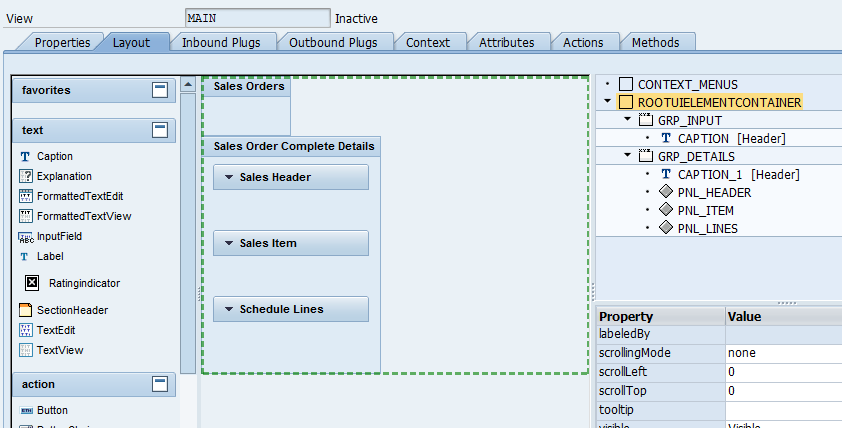 View MAIN Inactive
Properties Layout Inbound Plugs Outbound Plugs Context Attributes Actions Methods
favorites
text
Caption
Explanation
FormattedTextEdit
FormattedTextView
InputField
Label
Ratingindicator
SectionHeader
TextEdit
TextView
action
Button
Sales Orders
Sales Order Complete Details
Sales Header
Sales Item
Schedule Lines
CONTEXT_MENUS
ROOTUIELEMENTCONTAINER
GRP_INPUT
CAPTION [Header]
GRP_DETAILS
CAPTION_1 [Header]
PNL_HEADER
PNL_ITEM
PNL_LINES
Property Value
labeledBy
scrollingMode none
scrollLeft 0
scrollTop 0
tooltip
visible Visible